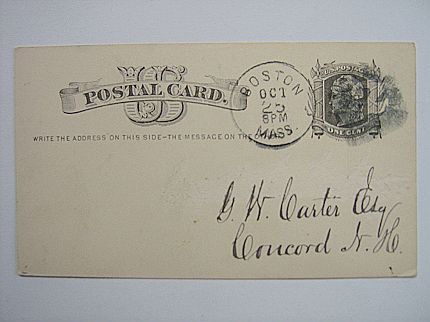 U.S. POSTAGE
US
POSTAL CARD.
BOSTON
OCT
25
8PM
MASS.
ONE CENT
WRITE THE ADDRESS ON THIS SIDE—THE MESSAGE ON THE
G. W. Carter Esq
Concord N. H.